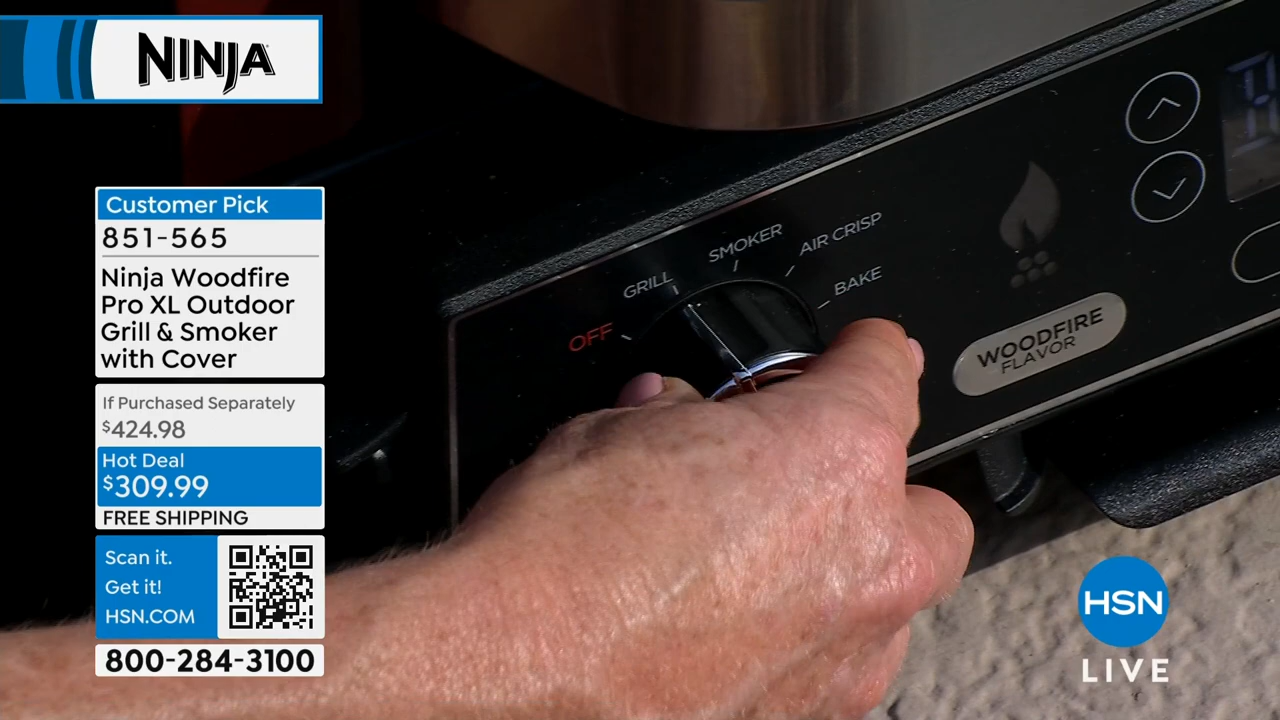 NINJA
Customer Pick
851-565
Ninja Woodfire
Pro XL Outdoor
Grill & Smoker
with Cover
If Purchased Separately
$424.98
Hot Deal
$309.99
FREE SHIPPING
Scan it.
Get it!
HSN.COM
800-284-3100
OFF
GRILL
SMOKER
AIR CRISP
BAKE
WOODFIRE
FLAVOR
HSN
LIVE